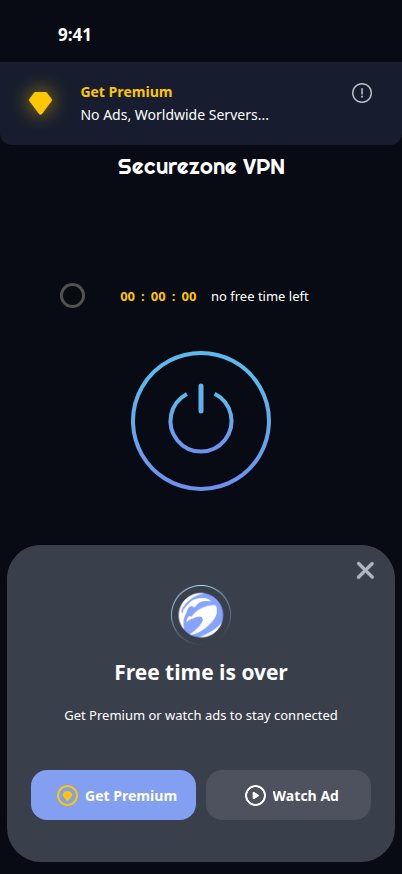 9:41
Get Premium
No Ads, Worldwide Servers...
Securezone VPN
00 : 00 : 00 no free time left
Free time is over
Get Premium or watch ads to stay connected
Get Premium
Watch Ad